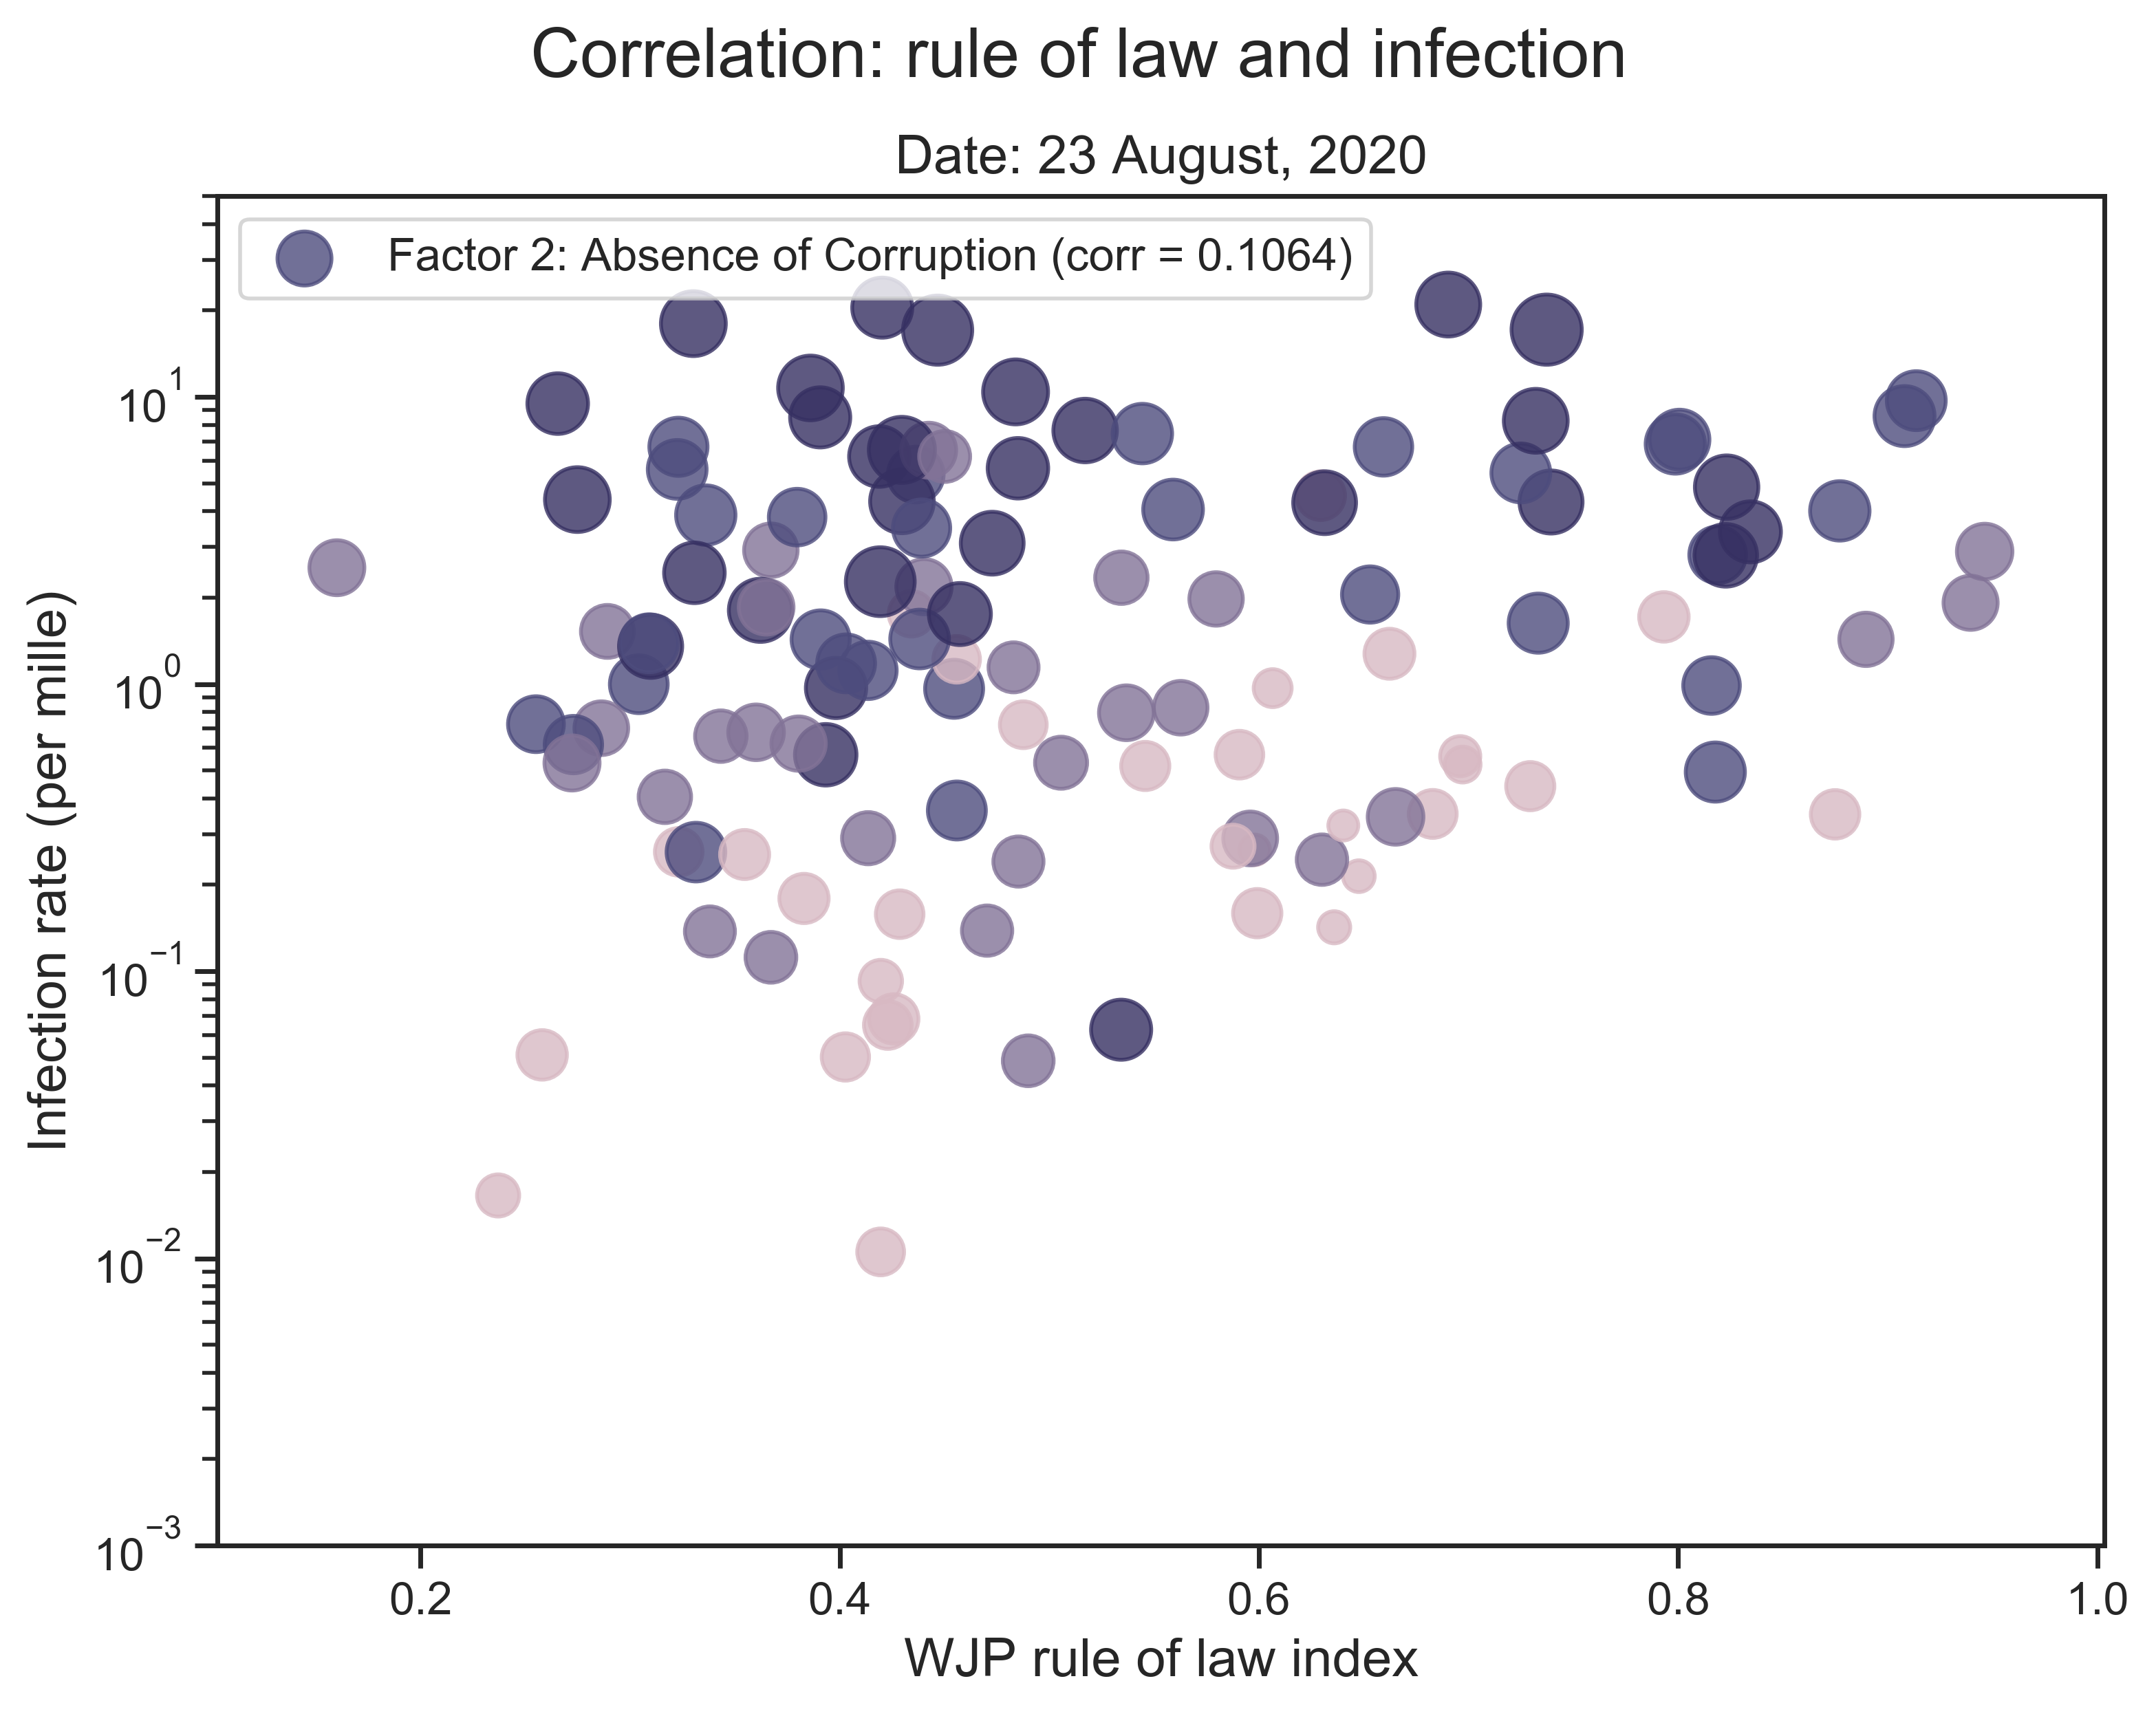 Correlation: rule of law and infection
Date: 23 August, 2020
Factor 2: Absence of Corruption (corr = 0.1064)
Infection rate (per mille)
10^1
10^0
10^−1
10^−2
10^−3
0.2 0.4 0.6 0.8 1.0
WJP rule of law index